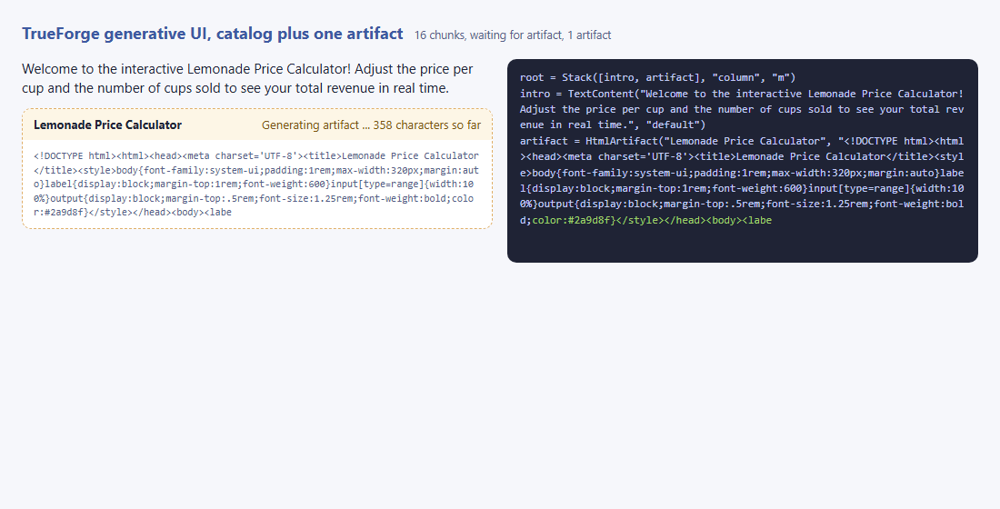 TrueForge generative UI, catalog plus one artifact 16 chunks, waiting for artifact, 1 artifact
Welcome to the interactive Lemonade Price Calculator! Adjust the price per
cup and the number of cups sold to see your total revenue in real time.
Lemonade Price Calculator Generating artifact ... 358 characters so far
<!DOCTYPE html><html><head><meta charset='UTF-8'><title>Lemonade Price Calculator
</title><style>body{font-family:system-ui;padding:1rem;max-width:320px;margin:aut
o}label{display:block;margin-top:1rem;font-weight:600}input[type=range]{width:10
0%}output{display:block;margin-top:.5rem;font-size:1.25rem;font-weight:bold;colo
r:#2a9d8f}</style></head><body><labe
root = Stack([intro, artifact], "column", "m")
intro = TextContent("Welcome to the interactive Lemonade Price Calculator!
Adjust the price per cup and the number of cups sold to see your total rev
enue in real time.", "default")
artifact = HtmlArtifact("Lemonade Price Calculator", "<!DOCTYPE html><html
><head><meta charset='UTF-8'><title>Lemonade Price Calculator</title><styl
e>body{font-family:system-ui;padding:1rem;max-width:320px;margin:auto}labe
l{display:block;margin-top:1rem;font-weight:600}input[type=range]{width:10
0%}output{display:block;margin-top:.5rem;font-size:1.25rem;font-weight:bol
d;color:#2a9d8f}</style></head><body><labe